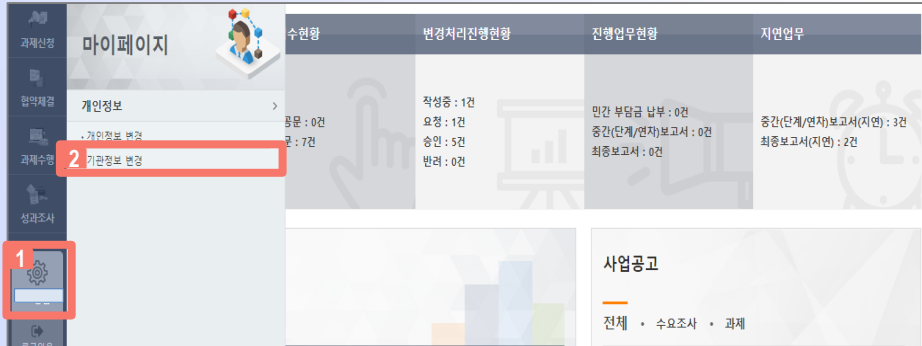 과제신청
협약체결
과제수행
성과조사
1
마이페이지
개인정보 >
• 개인정보 변경
2 기관정보 변경
수현황
공문 : 0건
문 : 7건
변경처리진행현황
작성중 : 1건
요청 : 1건
승인 : 5건
반려 : 0건
진행업무현황
민간 부담금 납부 : 0건
중간(단계/연차)보고서 : 0건
최종보고서 : 0건
지연업무
중간(단계/연차)보고서(지연) : 3건
최종보고서(지연) : 2건
사업공고
전체 • 수요조사 • 과제